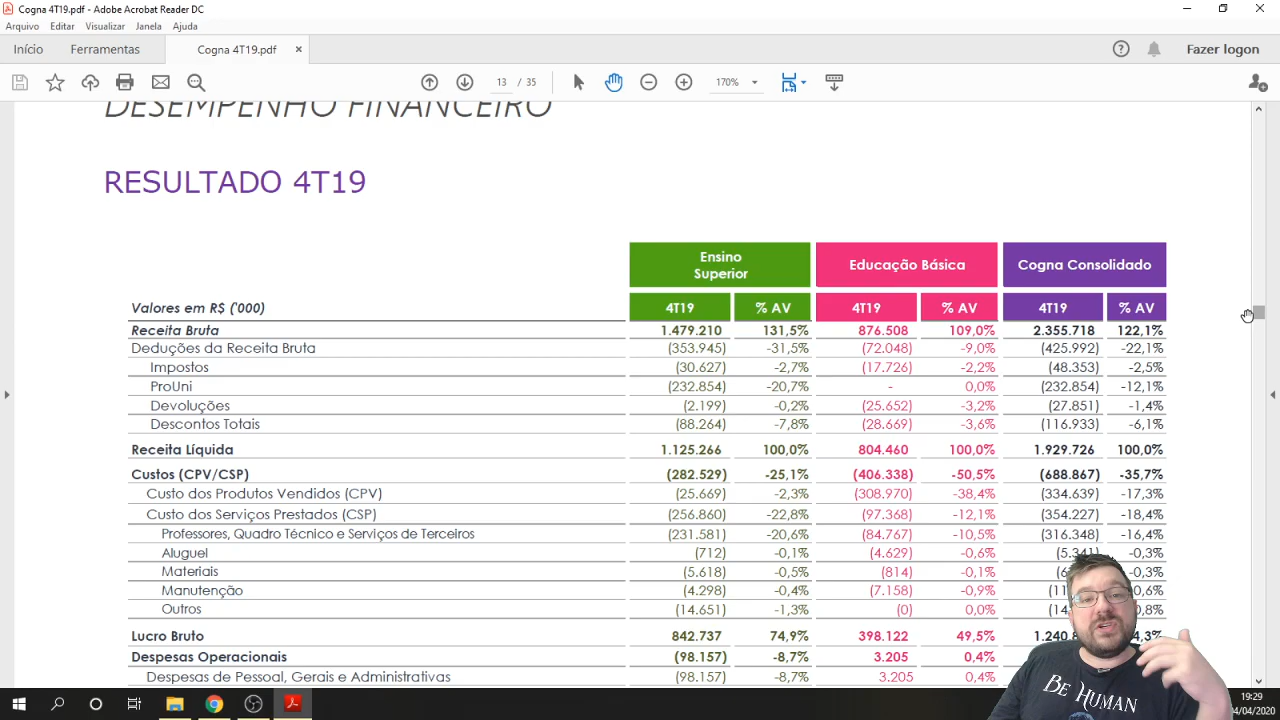 Cogna 4T19.pdf - Adobe Acrobat Reader DC
Arquivo Editar Visualizar Janela Ajuda
Início Ferramentas Cogna 4T19.pdf × Fazer logon
13 / 35 170%
DESEMPENHO FINANCEIRO
RESULTADO 4T19
Ensino Superior Educação Básica Cogna Consolidado
Valores em R$ ('000) 4T19 % AV 4T19 % AV 4T19 % AV
Receita Bruta 1.479.210 131,5% 876.508 109,0% 2.355.718 122,1%
Deduções da Receita Bruta (353.945) -31,5% (72.048) -9,0% (425.992) -22,1%
Impostos (30.627) -2,7% (17.726) -2,2% (48.353) -2,5%
ProUni (232.854) -20,7% - 0,0% (232.854) -12,1%
Devoluções (2.199) -0,2% (25.652) -3,2% (27.851) -1,4%
Descontos Totais (88.264) -7,8% (28.669) -3,6% (116.933) -6,1%
Receita Líquida 1.125.266 100,0% 804.460 100,0% 1.929.726 100,0%
Custos (CPV/CSP) (282.529) -25,1% (406.338) -50,5% (688.867) -35,7%
Custo dos Produtos Vendidos (CPV) (25.669) -2,3% (308.970) -38,4% (334.639) -17,3%
Custo dos Serviços Prestados (CSP) (256.860) -22,8% (97.368) -12,1% (354.227) -18,4%
Professores, Quadro Técnico e Serviços de Terceiros (231.581) -20,6% (84.767) -10,5% (316.348) -16,4%
Aluguel (712) -0,1% (4.629) -0,6% (5.341) -0,3%
Materiais (5.618) -0,5% (814) -0,1% -0,3%
Manutenção (4.298) -0,4% (7.158) -0,9%
Outros (14.651) -1,3% (0) 0,0%
Lucro Bruto 842.737 74,9% 398.122 49,5%
Despesas Operacionais (98.157) -8,7% 3.205 0,4%
Despesas de Pessoal, Gerais e Administrativas (98.157) -8,7% 3.205 0,4%
BE HUMAN
19:29
04/04/2020